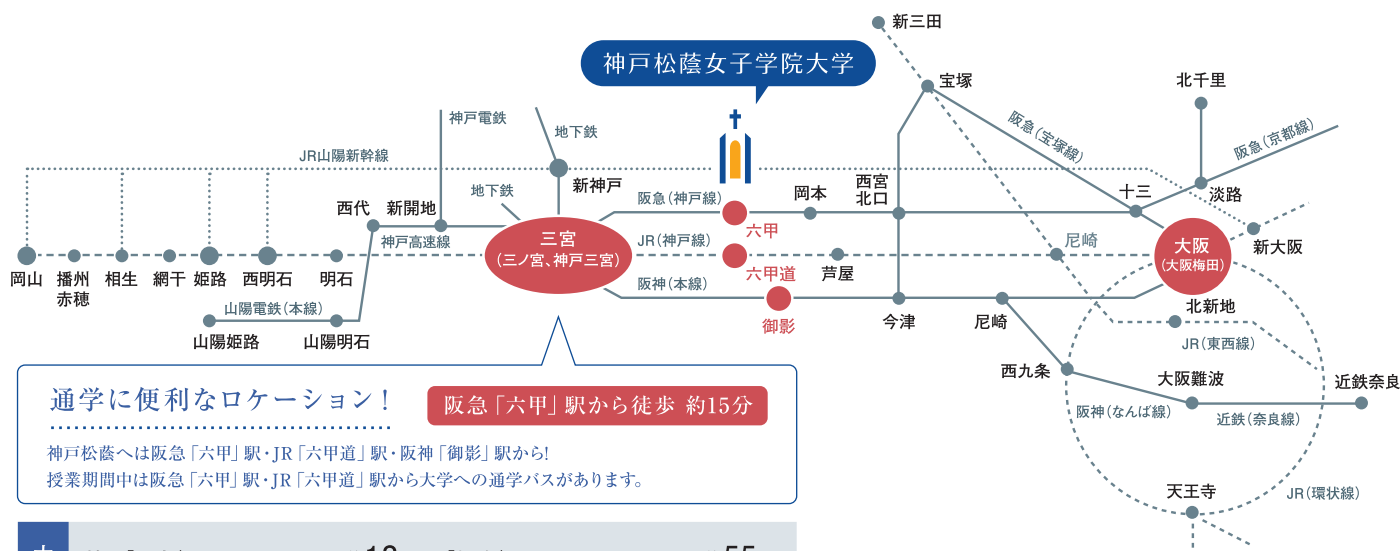 新三田
神戸松蔭女子学院大学
宝塚
北千里
神戸電鉄
地下鉄
阪急(宝塚線)
阪急(京都線)
JR山陽新幹線
新神戸
地下鉄
阪急(神戸線)
岡本
西宮
北口
十三
淡路
西代
新開地
六甲
神戸高速線
三宮
(三ノ宮、神戸三宮)
JR(神戸線)
尼崎
大阪
(大阪梅田)
新大阪
岡山
播州
赤穂
相生
網干
姫路
西明石
明石
六甲道
芦屋
阪神(本線)
山陽電鉄(本線)
御影
今津
尼崎
北新地
山陽姫路
山陽明石
JR(東西線)
西九条
大阪難波
近鉄奈良
阪神(なんば線)
近鉄(奈良線)
通学に便利なロケーション!
阪急「六甲」駅から徒歩 約15分
神戸松蔭へは阪急「六甲」駅・JR「六甲道」駅・阪神「御影」駅から!
授業期間中は阪急「六甲」駅・JR「六甲道」駅から大学への通学バスがあります。
天王寺
JR(環状線)